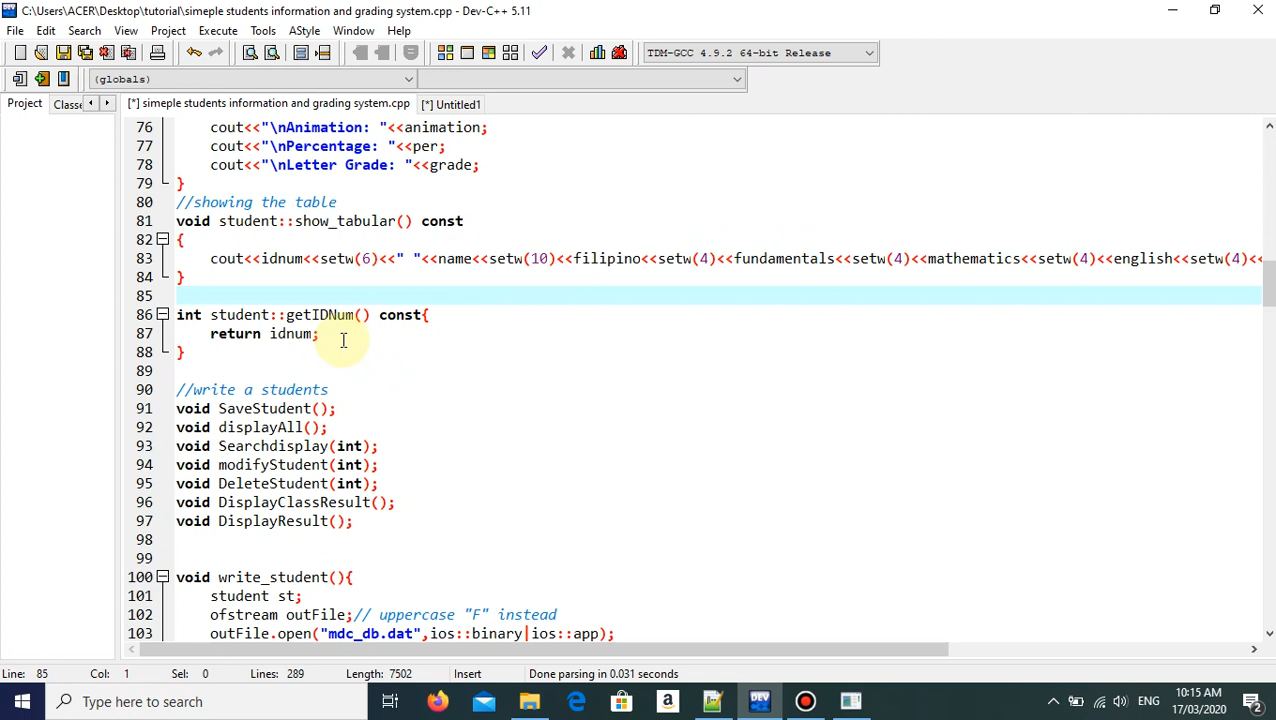 C:\Users\ACER\Desktop\tutorial\simeple students information and grading system.cpp - Dev-C++ 5.11
File Edit Search View Project Execute Tools AStyle Window Help
TDM-GCC 4.9.2 64-bit Release
(globals)
Project Classe [*] simeple students information and grading system.cpp [*] Untitled1
76 cout<<"\nAnimation: "<<animation;
77 cout<<"\nPercentage: "<<per;
78 cout<<"\nLetter Grade: "<<grade;
79 }
80 //showing the table
81 void student::show_tabular() const
82 {
83 cout<<idnum<<setw(6)<<" "<<name<<setw(10)<<filipino<<setw(4)<<fundamentals<<setw(4)<<mathematics<<setw(4)<<english<<setw(4)<<
84 }
85
86 int student::getIDNum() const{
87 return idnum;
88 }
89
90 //write a students
91 void SaveStudent();
92 void displayAll();
93 void Searchdisplay(int);
94 void modifyStudent(int);
95 void DeleteStudent(int);
96 void DisplayClassResult();
97 void DisplayResult();
98
99
100 void write_student(){
101 student st;
102 ofstream outFile;// uppercase "F" instead
103 outFile.open("mdc_db.dat",ios::binary|ios::app);
Line: 85 Col: 1 Sel: 0 Lines: 289 Length: 7502 Insert Done parsing in 0.031 seconds
Type here to search
DEV
ENG
10:15 AM
17/03/2020
2